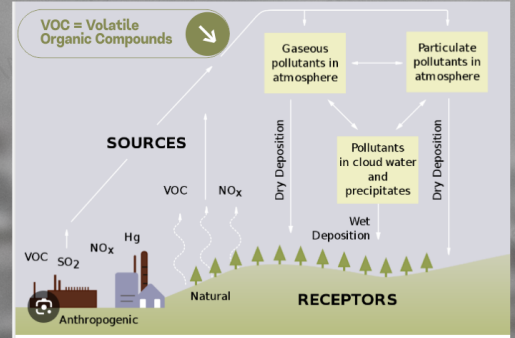 VOC = Volatile
Organic Compounds
Gaseous
pollutants in
atmosphere
Particulate
pollutants in
atmosphere
SOURCES
Dry Deposition
Pollutants
in cloud water
and
precipitates
Dry Deposition
VOC
NOx
Wet
Deposition
VOC
SO2
NOx
Hg
Natural
RECEPTORS
Anthropogenic